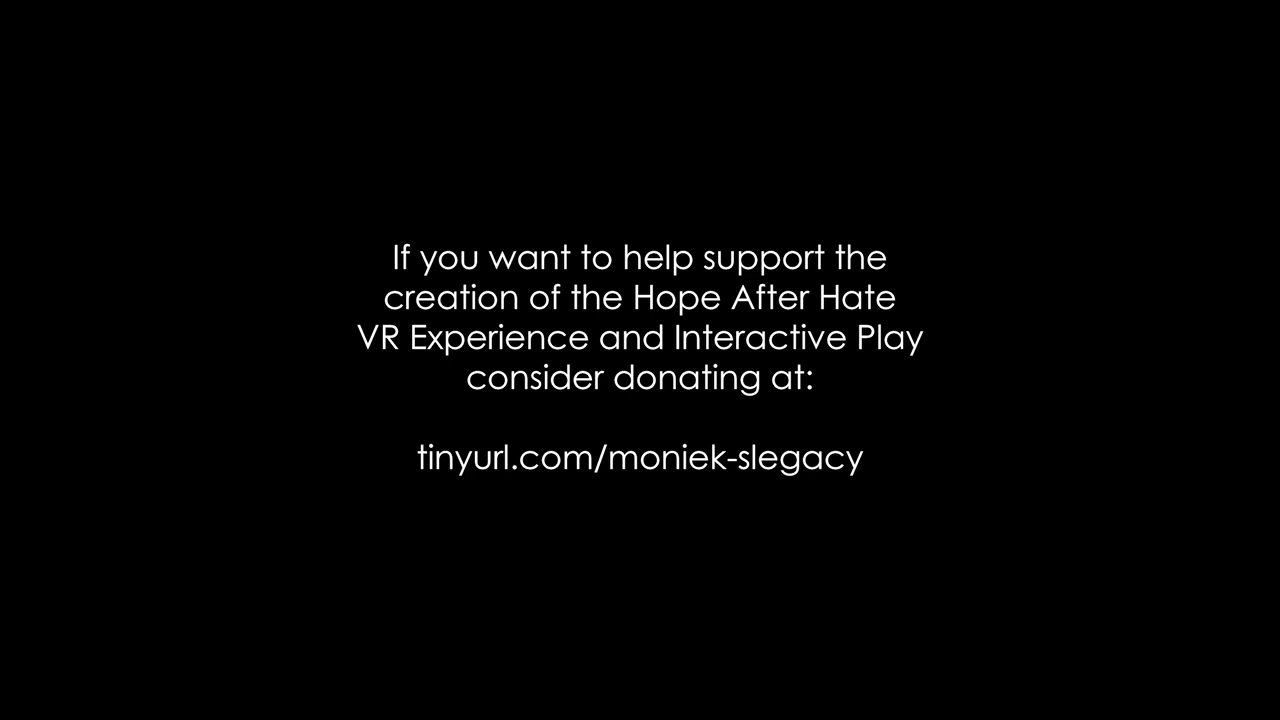 If you want to help support the
creation of the Hope After Hate
VR Experience and Interactive Play
consider donating at:
tinyurl.com/moniek-slegacy